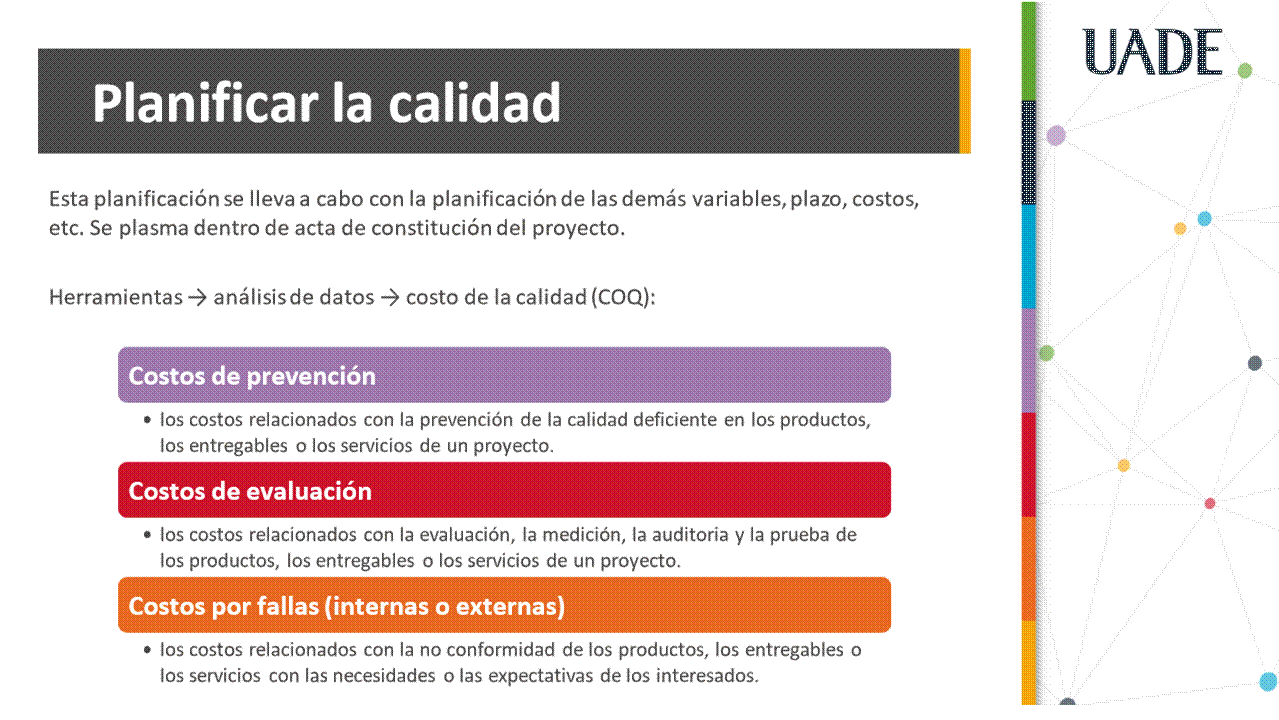 UADE
Planificar la calidad
Esta planificación se lleva a cabo con la planificación de las demás variables, plazo, costos,
etc. Se plasma dentro de acta de constitución del proyecto.
Herramientas → análisis de datos → costo de la calidad (COQ):
Costos de prevención
• los costos relacionados con la prevención de la calidad deficiente en los productos,
los entregables o los servicios de un proyecto.
Costos de evaluación
• los costos relacionados con la evaluación, la medición, la auditoria y la prueba de
los productos, los entregables o los servicios de un proyecto.
Costos por fallas (internas o externas)
• los costos relacionados con la no conformidad de los productos, los entregables o
los servicios con las necesidades o las expectativas de los interesados.